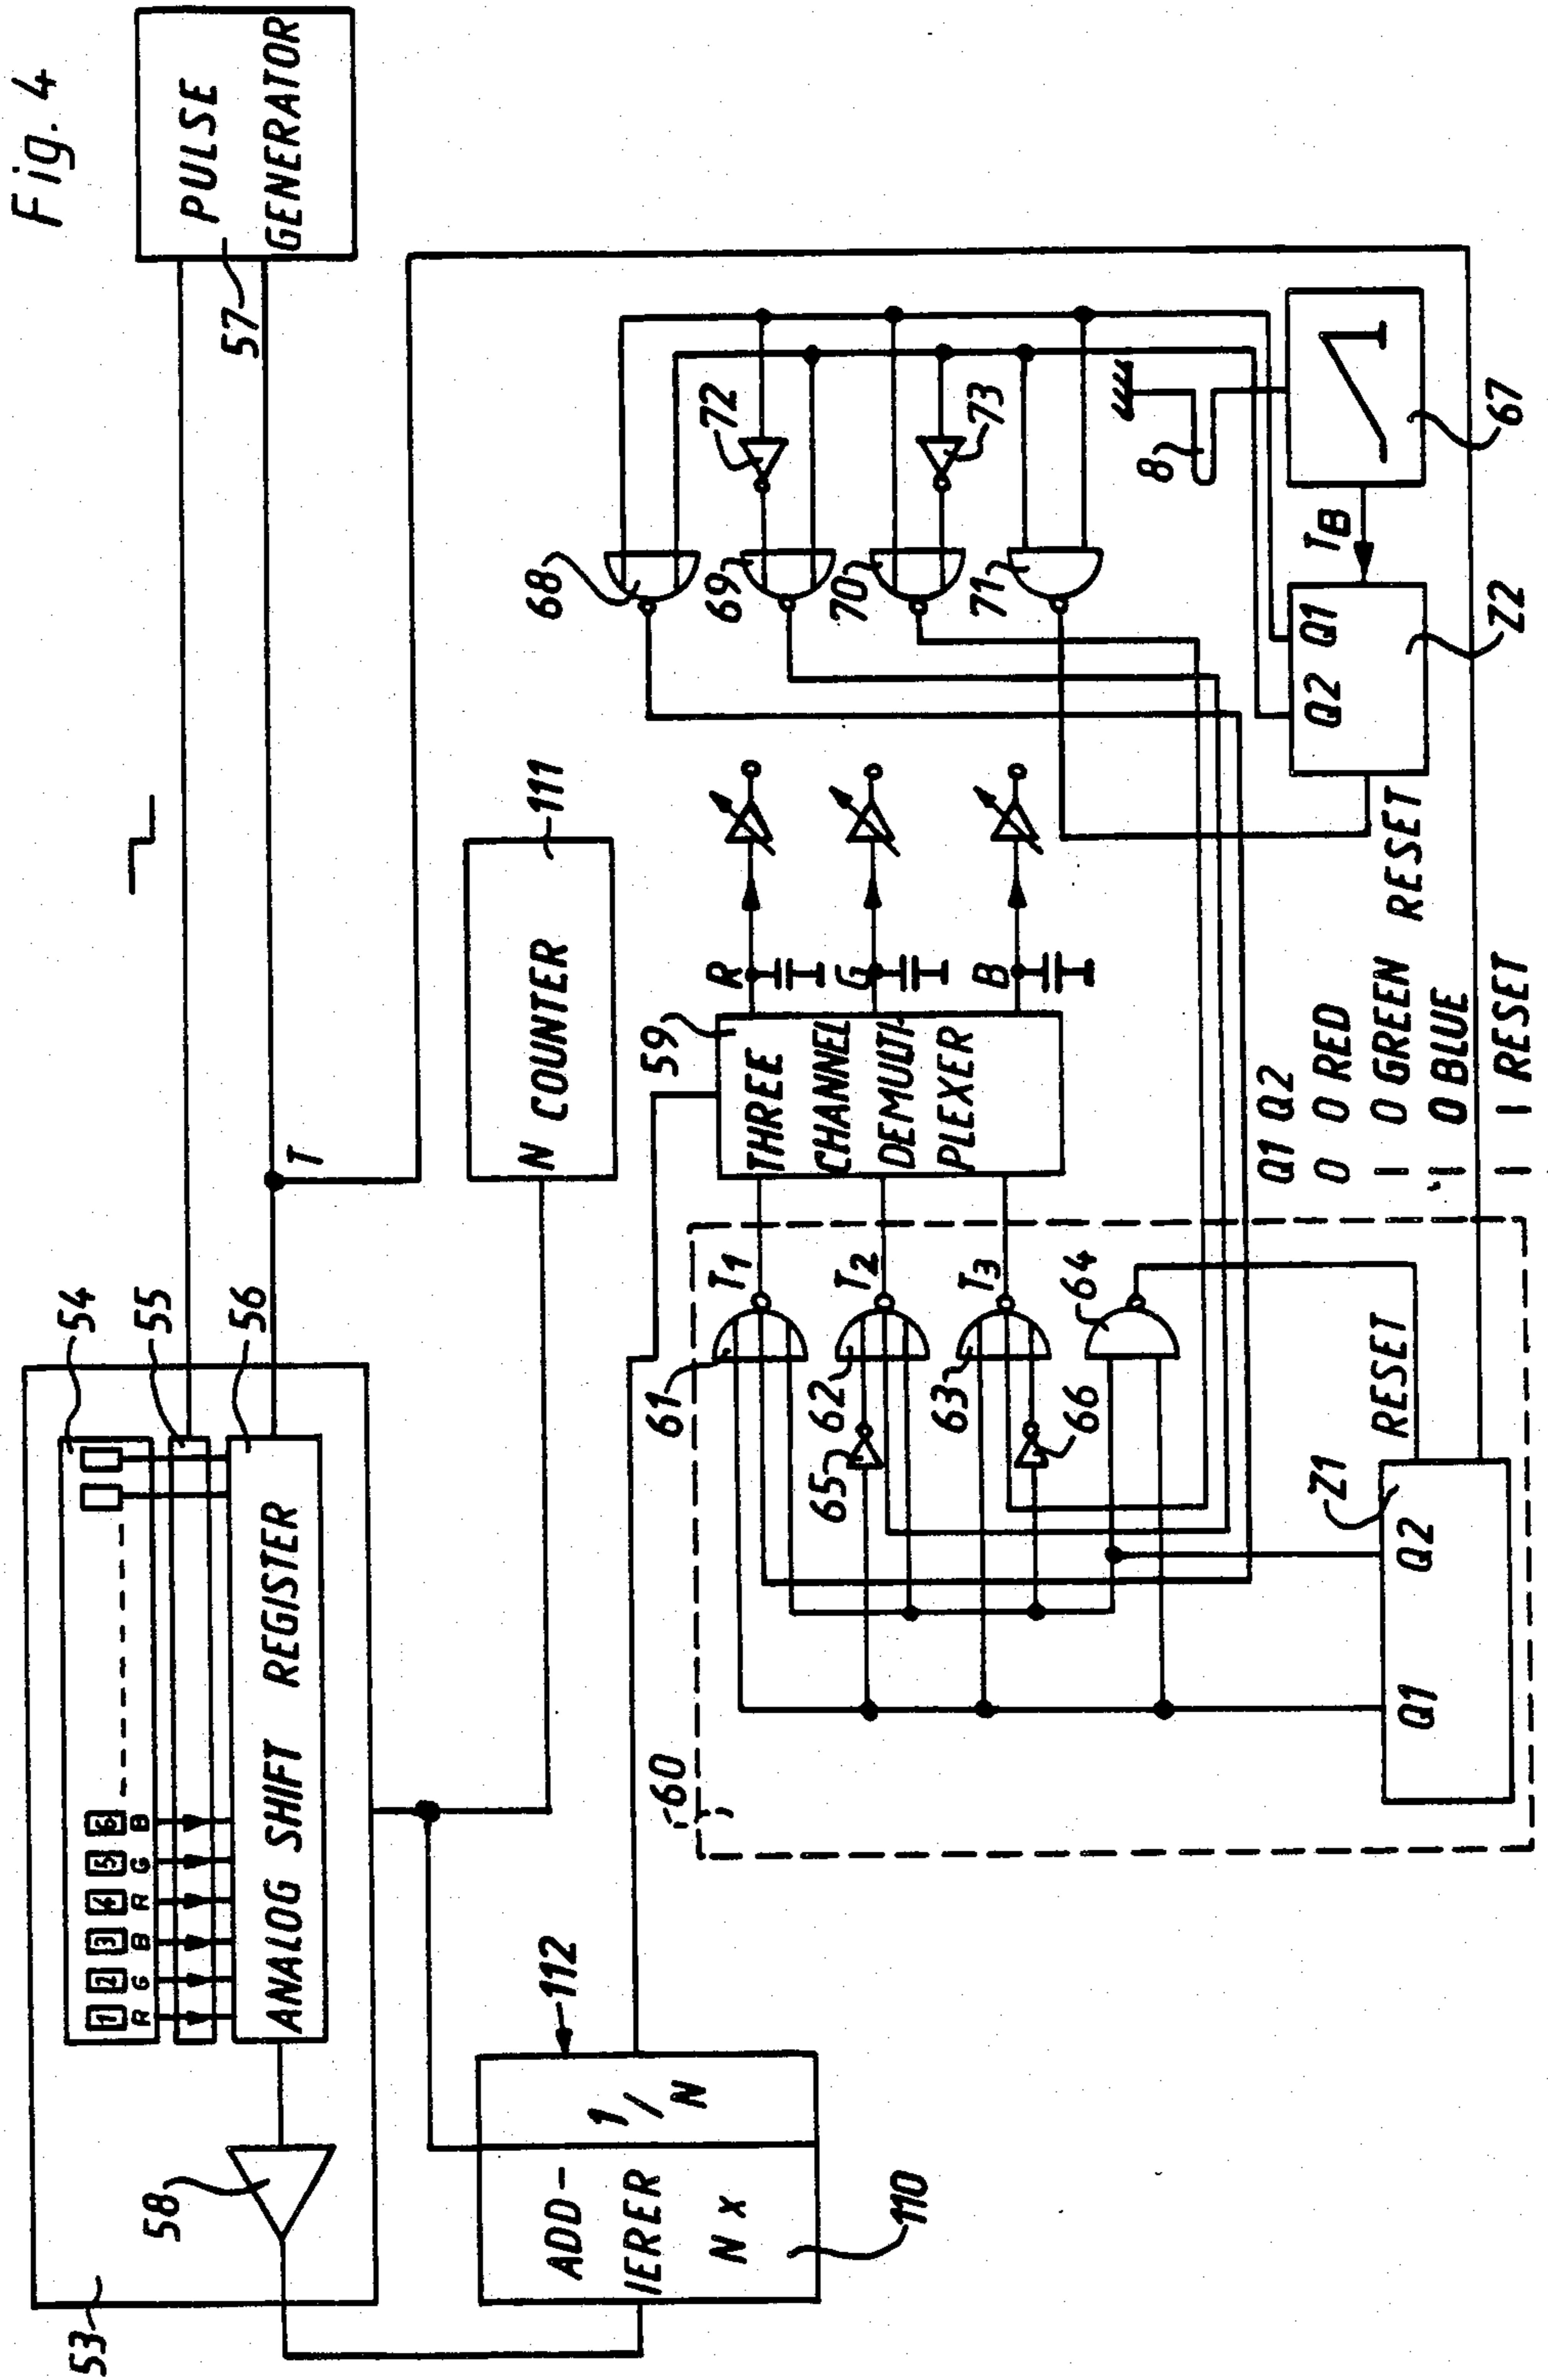 Fig. 4
53
58
1 2 3 4 5 6
R G B R G B
54
55
56
ANALOG SHIFT REGISTER
T
57
PULSE
GENERATOR
ADD-
IERER
N x
1/N
110
112
N COUNTER
111
60
59
THREE
CHANNEL
DEMULTI-
PLEXER
R
G
B
61
62
63
64
65
66
T1
T2
T3
Z1
Q1 Q2
RESET
68
69
70
71
72
73
8
67
TB
Z2
Q2 Q1
RESET
Q1 Q2
0 0 RED
1 0 GREEN
1 0 BLUE
1 1 RESET